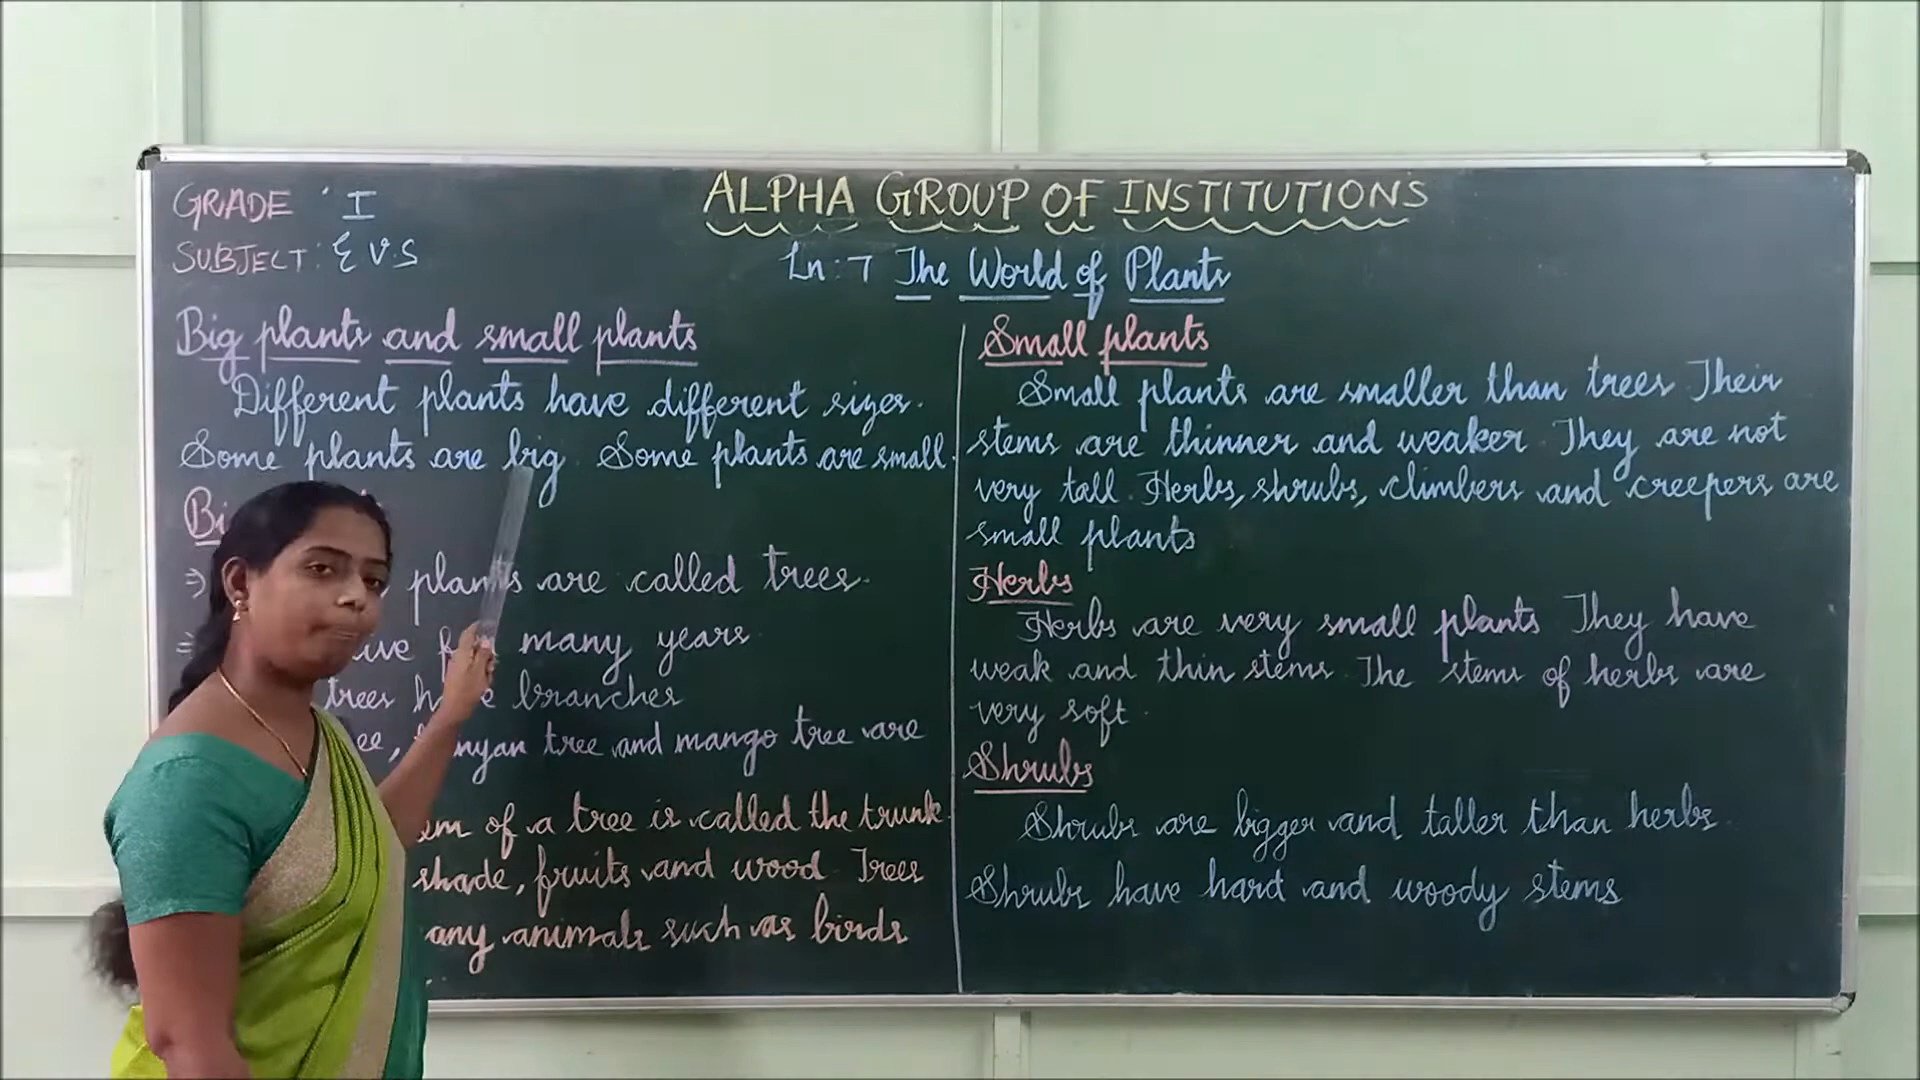 ALPHA GROUP OF INSTITUTIONS
GRADE : I
SUBJECT : E V S
Ln : 7 The World of Plants
Big plants and small plants
Different plants have different sizes.
Some plants are big. Some plants are small.
plants are called trees.
many years.
trees have branches
banyan tree and mango tree are
of a tree is called the trunk.
shade, fruits and wood. Trees
any animals such as birds
Small plants
Small plants are smaller than trees. Their
stems are thinner and weaker. They are not
very tall. Herbs, shrubs, climbers and creepers are
small plants
Herbs
Herbs are very small plants. They have
weak and thin stems. The stems of herbs are
very soft.
Shrubs
Shrubs are bigger and taller than herbs.
Shrubs have hard and woody stems